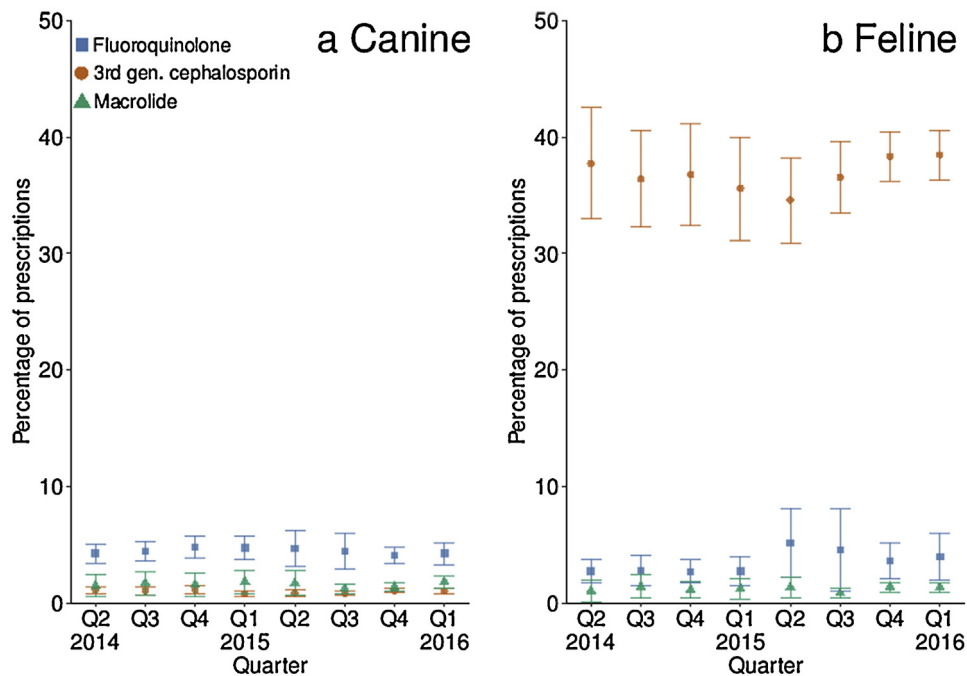 a Canine
Fluoroquinolone
3rd gen. cephalosporin
Macrolide
Percentage of prescriptions
50
40
30
20
10
0
Q2 Q3 Q4 Q1 Q2 Q3 Q4 Q1
2014 2015 2016
Quarter
b Feline
Percentage of prescriptions
50
40
30
20
10
0
Q2 Q3 Q4 Q1 Q2 Q3 Q4 Q1
2014 2015 2016
Quarter